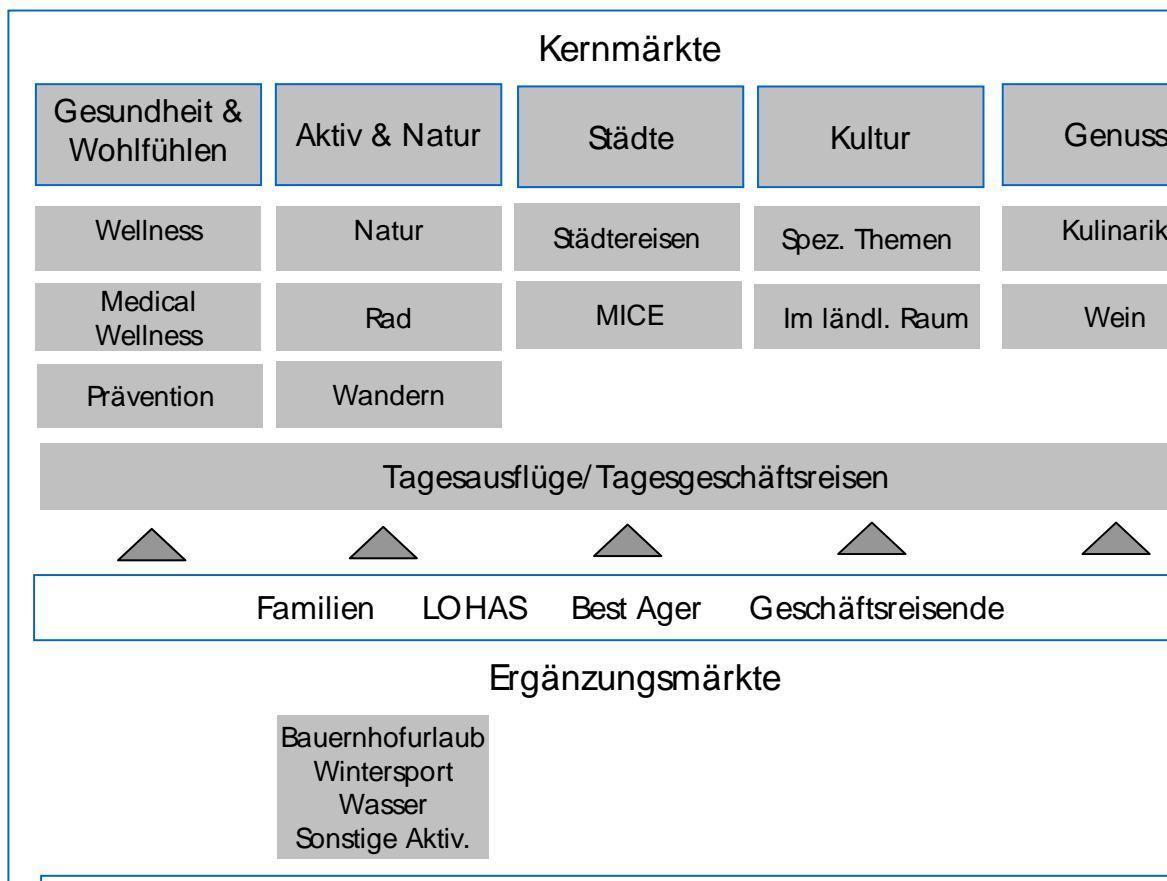 Kernmärkte
Gesundheit &
Wohlfühlen
Aktiv & Natur
Städte
Kultur
Genuss
Wellness
Natur
Städtereisen
Spez. Themen
Kulinarik
Medical
Wellness
Rad
MICE
Im ländl. Raum
Wein
Prävention
Wandern
Tagesausflüge/Tagesgeschäftsreisen
Familien LOHAS Best Ager Geschäftsreisende
Ergänzungsmärkte
Bauernhofurlaub
Wintersport
Wasser
Sonstige Aktiv.